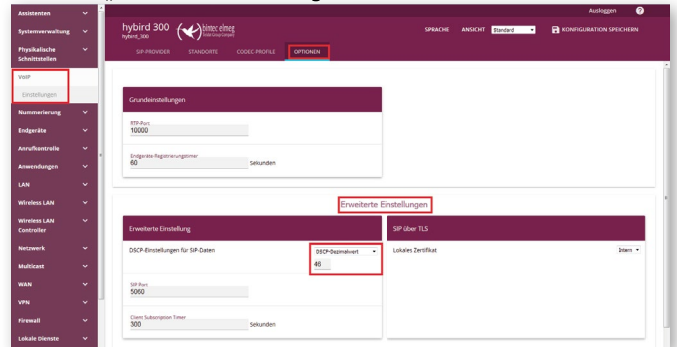 Assistenten
Systemverwaltung
Physikalische
Schnittstellen
VoIP
Einstellungen
Nummerierung
Endgeräte
Anrufkontrolle
Anwendungen
LAN
Wireless LAN
Wireless LAN
Controller
Netzwerk
Multicast
WAN
VPN
Firewall
Lokale Dienste
Ausloggen ?
hybird 300 bintec elmeg
hybird_300
SPRACHE ANSICHT Standard KONFIGURATION SPEICHERN
SIP-PROVIDER STANDORTE CODEC-PROFILE OPTIONEN
Grundeinstellungen
RTP-Port
10000
Endgeräte-Registrierungstimer
60 Sekunden
Erweiterte Einstellungen
Erweiterte Einstellung
DSCP-Einstellungen für SIP-Daten DSCP-Dezimalwert
46
SIP Port
5060
Client Subscription Timer
300 Sekunden
SIP über TLS
Lokales Zertifikat Intern